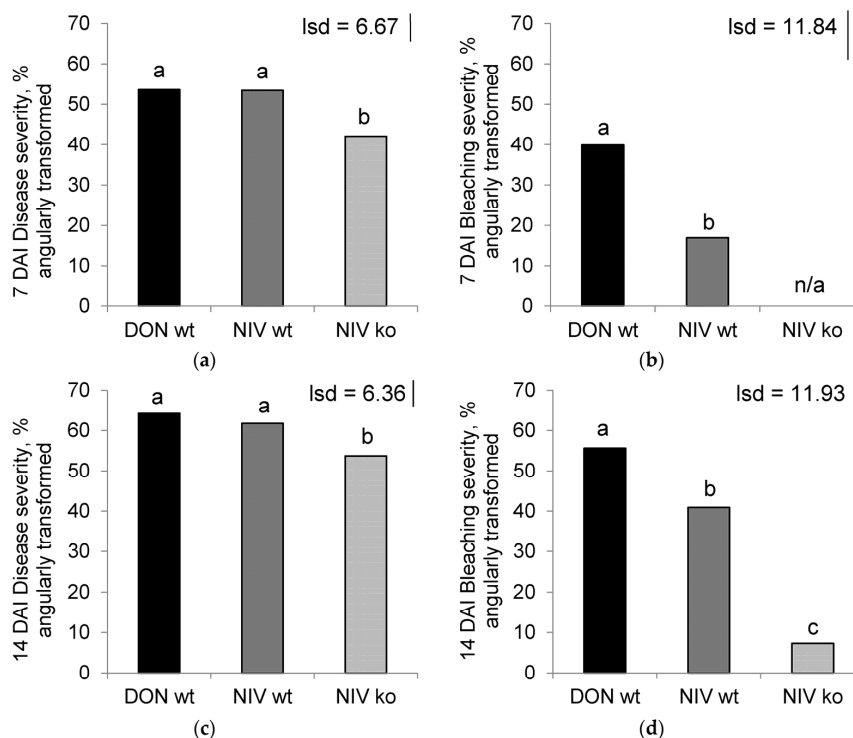 7 DAI Disease severity, %
angularly transformed
70
60
50
40
30
20
10
0
lsd = 6.67
a
a
b
DON wt
NIV wt
NIV ko
(a)
7 DAI Bleaching severity, %
angularly transformed
70
60
50
40
30
20
10
0
lsd = 11.84
a
b
n/a
DON wt
NIV wt
NIV ko
(b)
14 DAI Disease severity, %
angularly transformed
70
60
50
40
30
20
10
0
lsd = 6.36
a
a
b
DON wt
NIV wt
NIV ko
(c)
14 DAI Bleaching severity, %
angularly transformed
70
60
50
40
30
20
10
0
lsd = 11.93
a
b
c
DON wt
NIV wt
NIV ko
(d)